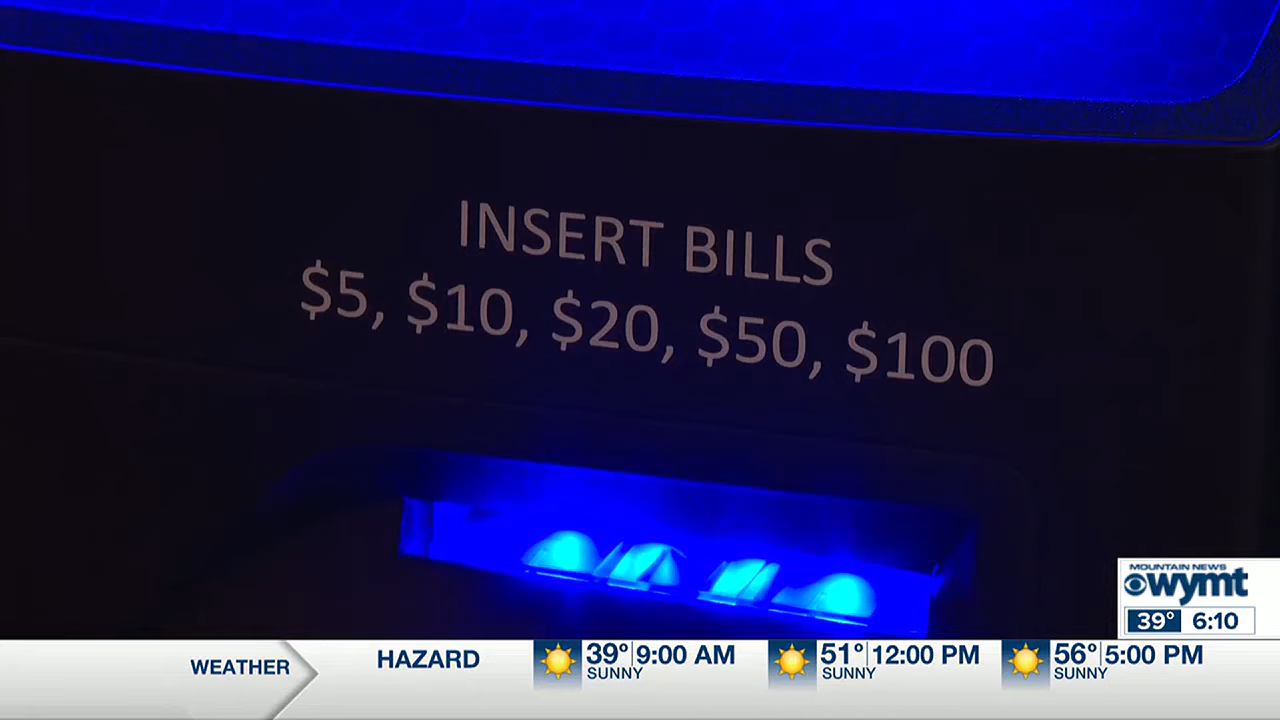 INSERT BILLS
$5, $10, $20, $50, $100
MOUNTAIN NEWS
wymt
39° 6:10
WEATHER
HAZARD
39° 9:00 AM
SUNNY
51° 12:00 PM
SUNNY
56° 5:00 PM
SUNNY